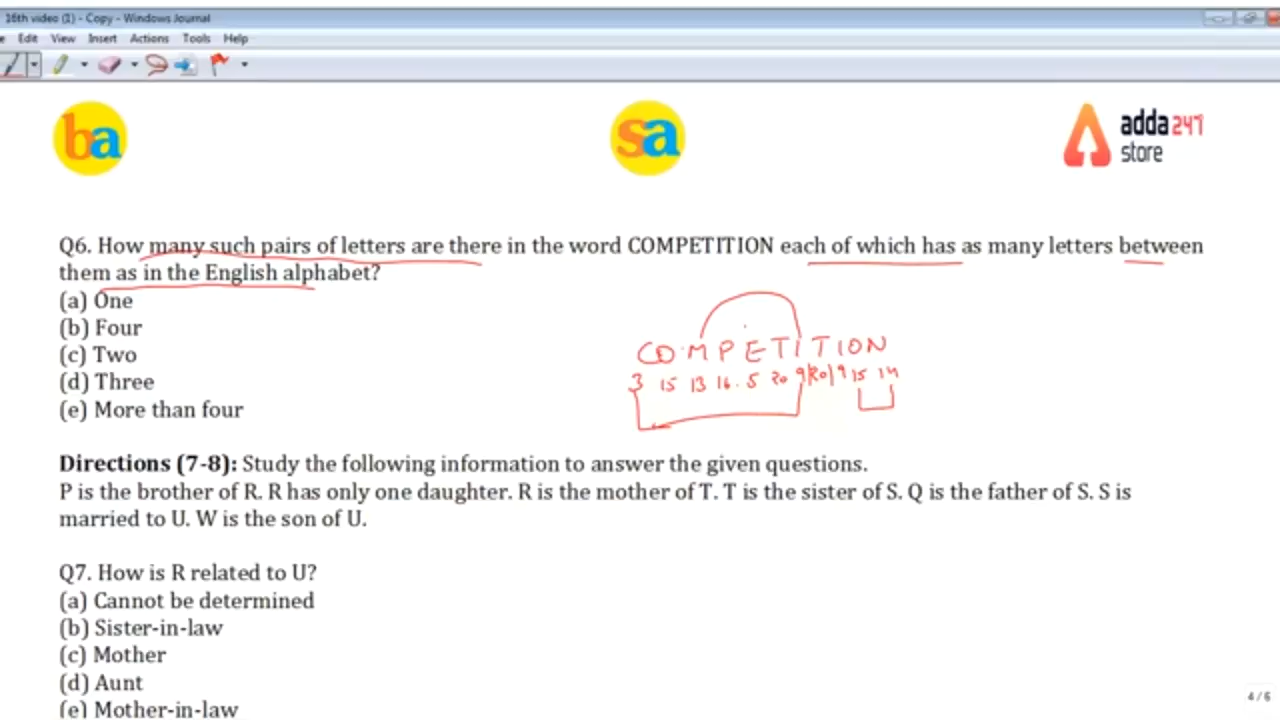 16th video (1) - Copy - Windows Journal
Edit View Insert Actions Tools Help
ba
sa
adda247
store
Q6. How many such pairs of letters are there in the word COMPETITION each of which has as many letters between
them as in the English alphabet?
(a) One
(b) Four
(c) Two
(d) Three
(e) More than four
COMPETITION
3 15 13 16 5 20 9 20 9 15 14
Directions (7-8): Study the following information to answer the given questions.
P is the brother of R. R has only one daughter. R is the mother of T. T is the sister of S. Q is the father of S. S is
married to U. W is the son of U.
Q7. How is R related to U?
(a) Cannot be determined
(b) Sister-in-law
(c) Mother
(d) Aunt
(e) Mother-in-law
4 / 6